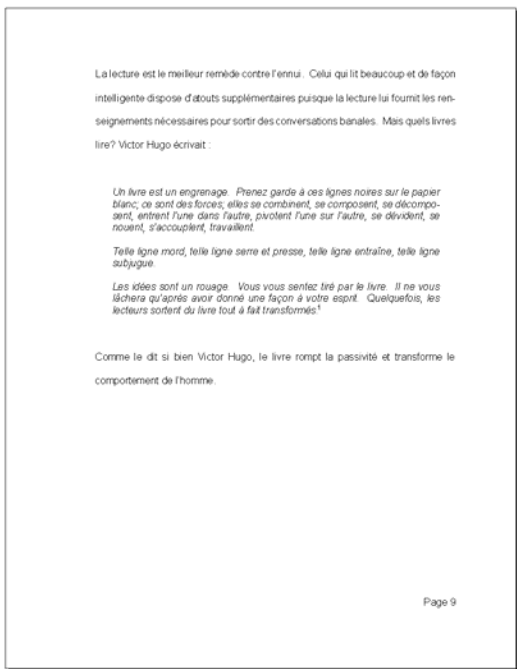 La lecture est le meilleur remède contre l'ennui.  Celui qui lit beaucoup et de façon
intelligente dispose d'atouts supplémentaires puisque la lecture lui fournit les ren-
seignements nécessaires pour sortir des conversations banales.  Mais quels livres
lire? Victor Hugo écrivait :
Un livre est un engrenage.  Prenez garde à ces lignes noires sur le papier
blanc; ce sont des forces; elles se combinent, se composent, se décompo-
sent, entrent l'une dans l'autre, pivotent l'une sur l'autre, se dévident, se
nouent, s'accouplent, travaillent.
Telle ligne mord, telle ligne serre et presse, telle ligne entraîne, telle ligne
subjugue.
Les idées sont un rouage.  Vous vous sentez tiré par le livre.  Il ne vous
lâchera qu'après avoir donné une façon à votre esprit.  Quelquefois, les
lecteurs sortent du livre tout à fait transformés.¹
Comme le dit si bien Victor Hugo, le livre rompt la passivité et transforme le
comportement de l'homme.
Page 9